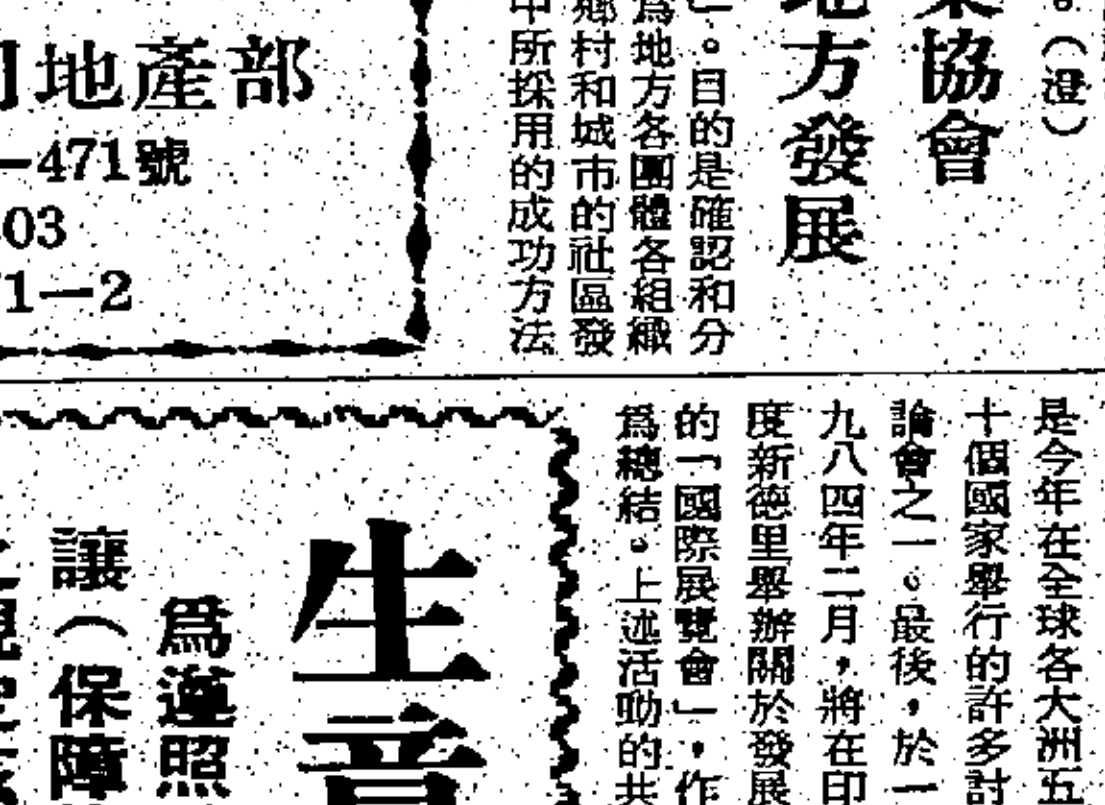 。（澄）
業協會
地方發展
」。目的是確認和分
爲地方各團體各組織
鄉村和城市的社區發
中所採用的成功方法
地產部
—471號
03
1—2
是今年在全球各大洲五
十個國家舉行的許多討
論會之一。最後，於一
九八四年二月，將在印
度新德里舉辦關於發展
的「國際展覽會」，作
爲總結。上述活動的共
生意
爲遵照
讓（保障